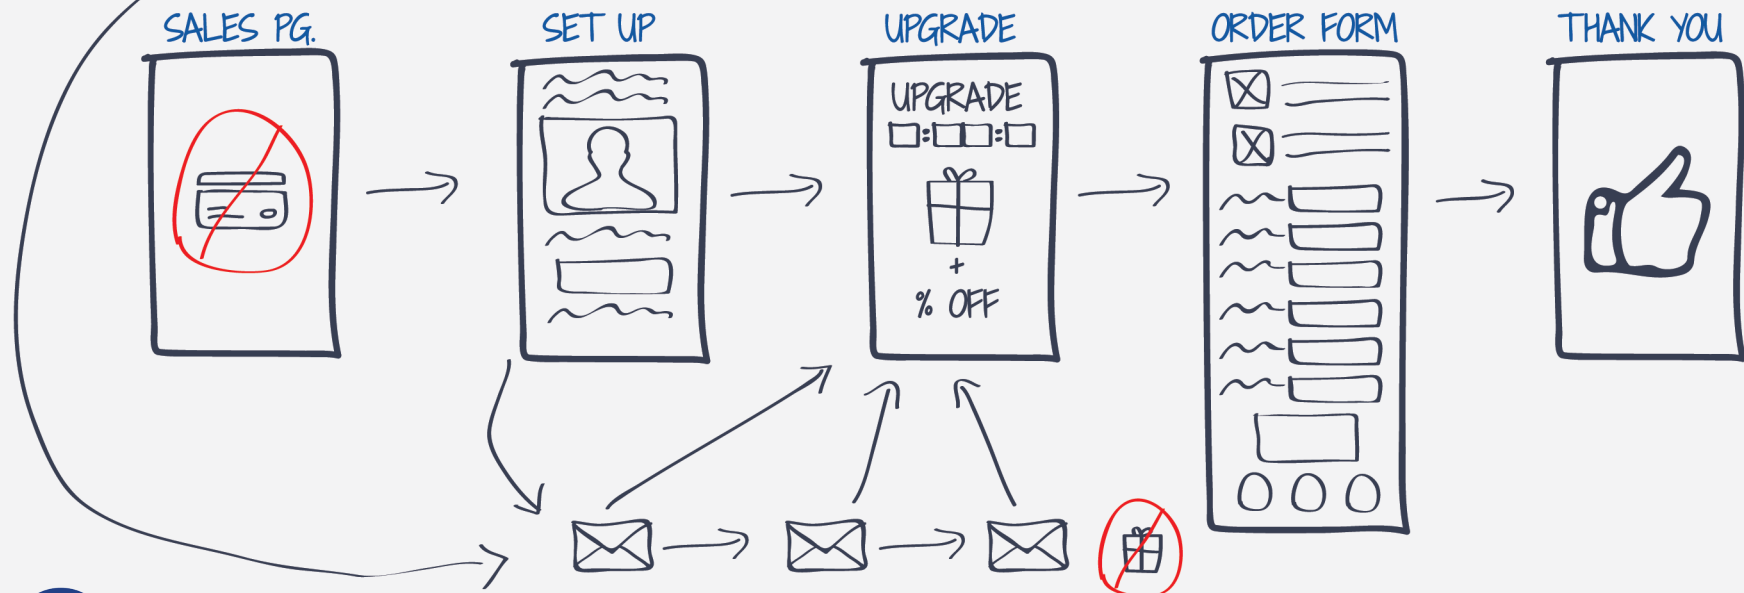 SALES PG.
SET UP
UPGRADE
ORDER FORM
THANK YOU
UPGRADE
+
% OFF